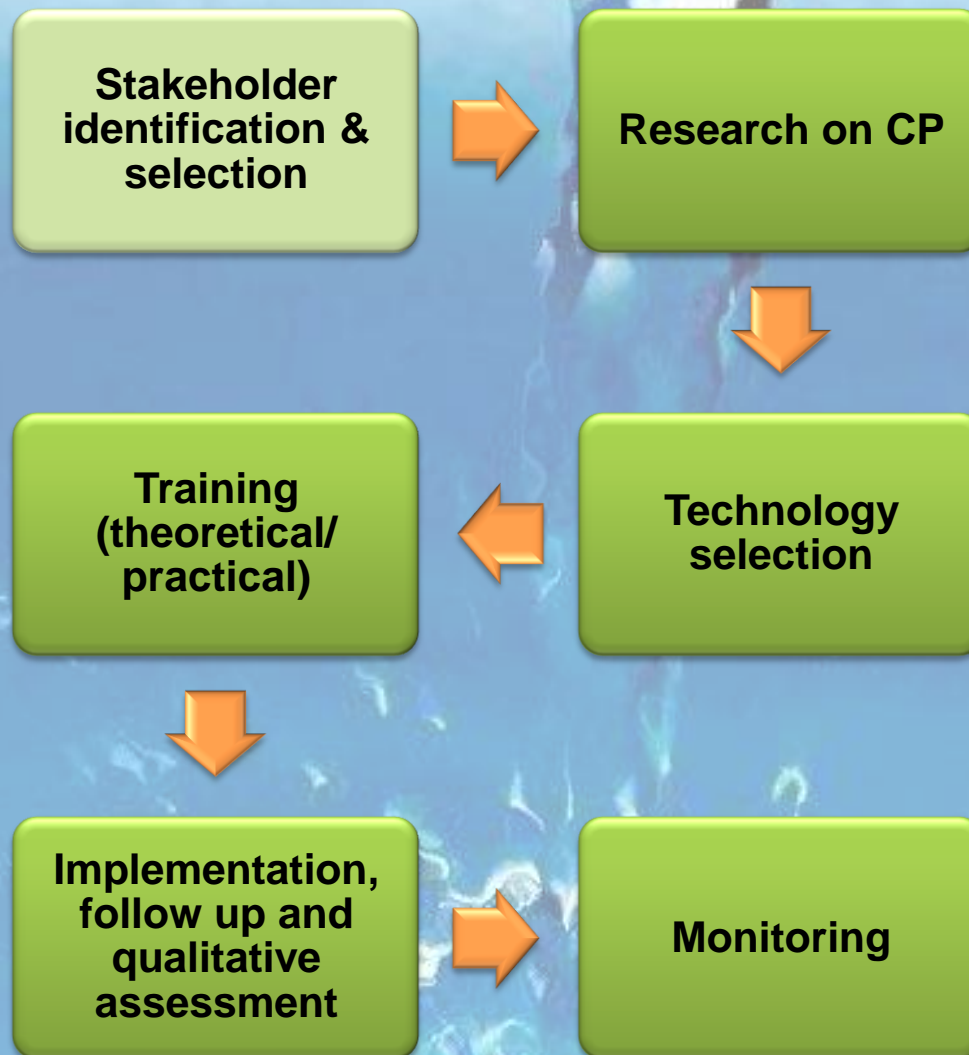 Stakeholder
identification &
selection
Research on CP
Training
(theoretical/
practical)
Technology
selection
Implementation,
follow up and
qualitative
assessment
Monitoring